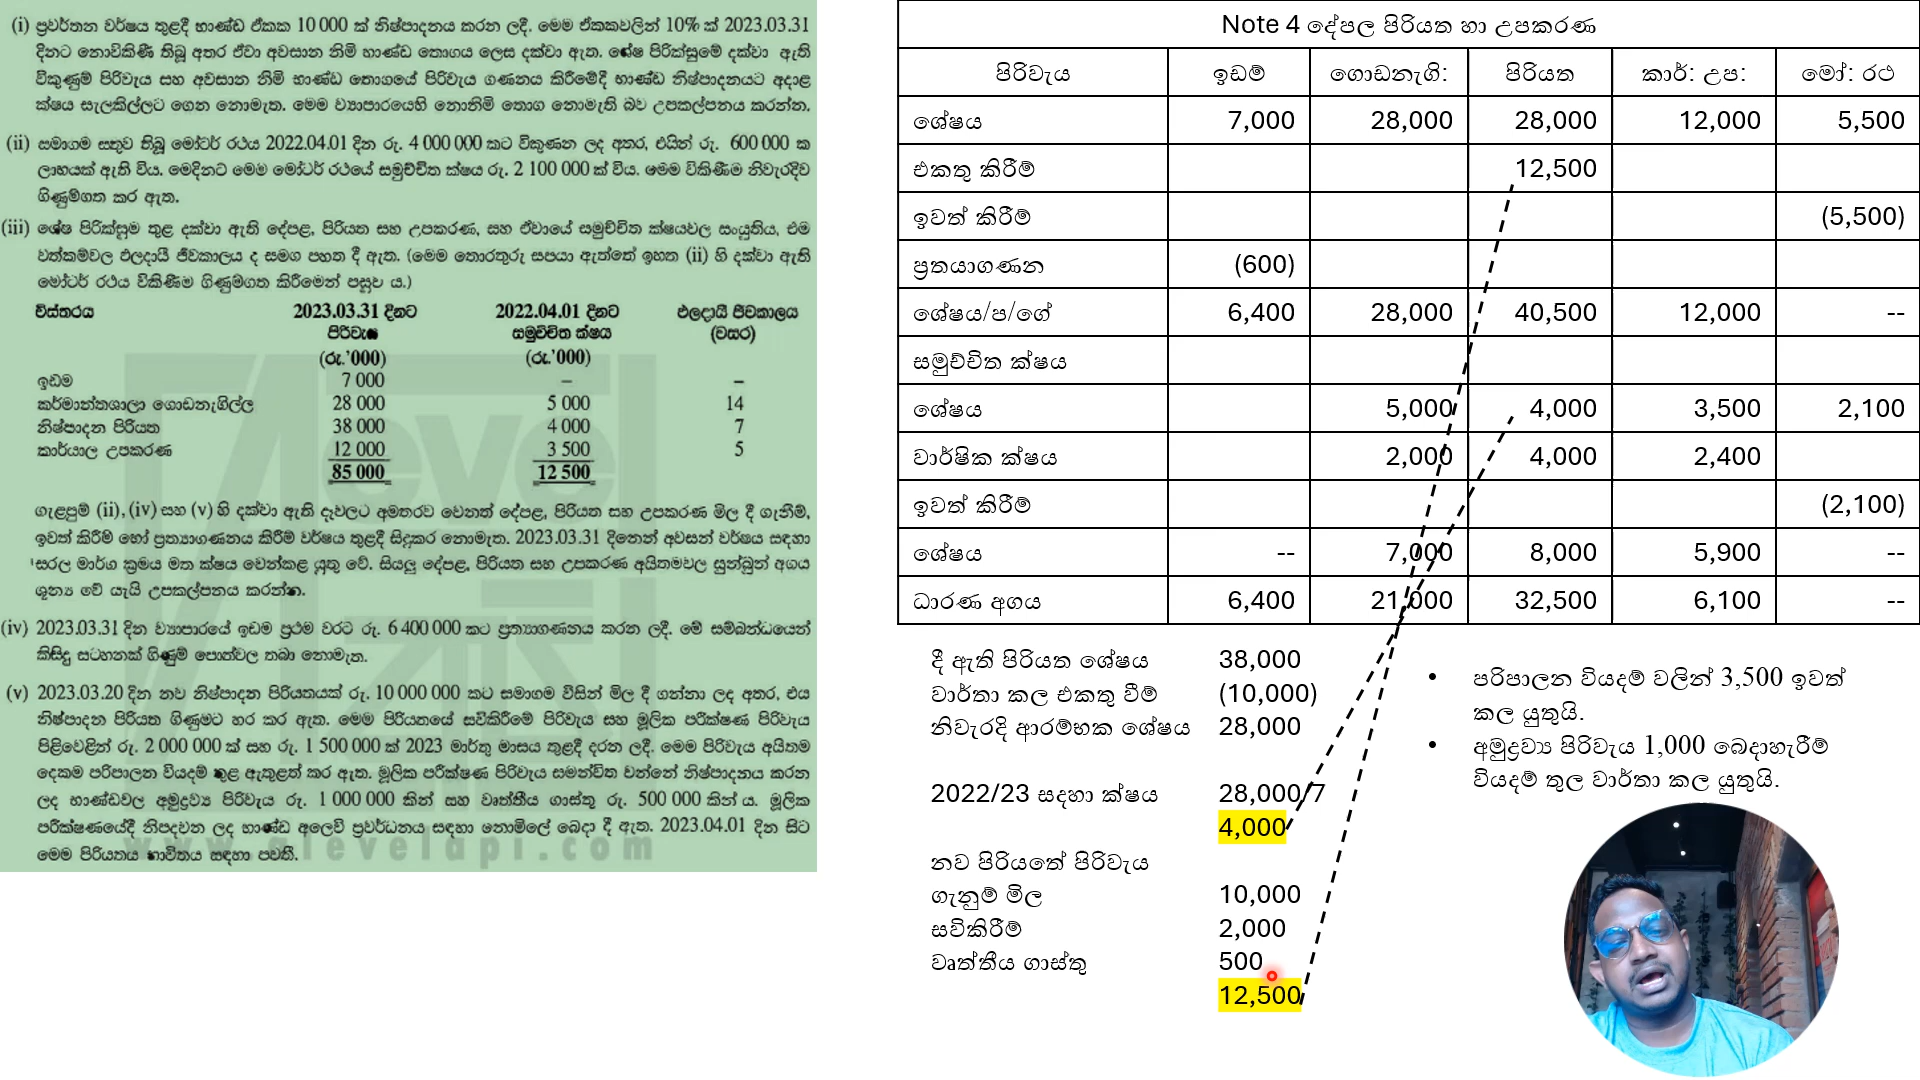 (i) ප්‍රවර්තන වර්ෂය තුළදී භාණ්ඩ ඒකක 10 000 ක් නිෂ්පාදනය කරන ලදී. මෙම ඒකකවලින් 10% ක් 2023.03.31
දිනට නොවිකිණී තිබූ අතර ඒවා අවසාන නිමි භාණ්ඩ තොගය ලෙස දක්වා ඇත. ශේෂ පිරික්සුමේ දක්වා ඇති
විකුණුම් පිරිවැය සහ අවසාන නිමි භාණ්ඩ තොගයේ පිරිවැය ගණනය කිරීමේදී භාණ්ඩ නිෂ්පාදනයට අදාළ
ක්ෂය සැලකිල්ලට ගෙන නොමැත. මෙම ව්‍යාපාරයෙහි නොනිමි තොග නොමැති බව උපකල්පනය කරන්න.
(ii) සමාගම සතුව තිබූ මෝටර් රථය 2022.04.01 දින රු. 4 000 000 කට විකුණන ලද අතර, එයින් රු. 600 000 ක
ලාභයක් ඇති විය. මෙදිනට මෙම මෝටර් රථයේ සමුච්චිත ක්ෂය රු. 2 100 000 ක් විය. මෙම විකිණීම නිවැරදිව
ගිණුම්ගත කර ඇත.
(iii) ශේෂ පිරික්සුම තුළ දක්වා ඇති දේපළ, පිරියත සහ උපකරණ, සහ ඒවායේ සමුච්චිත ක්ෂයවල සංයුතිය, එම
වත්කම්වල ඵලදායී ජීවකාලය ද සමග පහත දී ඇත. (මෙම තොරතුරු සපයා ඇත්තේ ඉහත (ii) හි දක්වා ඇති
මෝටර් රථය විකිණීම ගිණුම්ගත කිරීමෙන් පසුව ය.)
විස්තරය 2023.03.31 දිනට 2022.04.01 දිනට ඵලදායී ජීවකාලය
පිරිවැය සමුච්චිත ක්ෂය (වසර)
(රු.'000) (රු.'000)
ඉඩම 7 000 – –
කර්මාන්තශාලා ගොඩනැගිල්ල 28 000 5 000 14
නිෂ්පාදන පිරියත 38 000 4 000 7
කාර්යාල උපකරණ 12 000 3 500 5
85 000 12 500
ගැළපුම් (ii), (iv) සහ (v) හි දක්වා ඇති දෑවලට අමතරව වෙනත් දේපළ, පිරියත සහ උපකරණ මිල දී ගැනීම්,
ඉවත් කිරීම් හෝ ප්‍රත්‍යාගණනය කිරීම් වර්ෂය තුළදී සිදුකර නොමැත. 2023.03.31 දිනෙන් අවසන් වර්ෂය සඳහා
සරල මාර්ග ක්‍රමය මත ක්ෂය වෙන්කළ යුතු වේ. සියලු දේපළ, පිරියත සහ උපකරණ අයිතමවල සුන්බුන් අගය
ශූන්‍ය වේ යැයි උපකල්පනය කරන්න.
(iv) 2023.03.31 දින ව්‍යාපාරයේ ඉඩම ප්‍රථම වරට රු. 6 400 000 කට ප්‍රත්‍යාගණනය කරන ලදී. මේ සම්බන්ධයෙන්
කිසිදු සටහනක් ගිණුම් පොත්වල තබා නොමැත.
(v) 2023.03.20 දින නව නිෂ්පාදන පිරියතයක් රු. 10 000 000 කට සමාගම විසින් මිල දී ගන්නා ලද අතර, එය
නිෂ්පාදන පිරියත ගිණුමට හර කර ඇත. මෙම පිරියතයේ සවිකිරීමේ පිරිවැය සහ මූලික පරීක්ෂණ පිරිවැය
පිළිවෙළින් රු. 2 000 000 ක් සහ රු. 1 500 000 ක් 2023 මාර්තු මාසය තුළදී දරන ලදී. මෙම පිරිවැය අයිතම
දෙකම පරිපාලන වියදම් තුළ ඇතුළත් කර ඇත. මූලික පරීක්ෂණ පිරිවැය සමන්විත වන්නේ නිෂ්පාදනය කරන
ලද භාණ්ඩවල අමුද්‍රව්‍ය පිරිවැය රු. 1 000 000 කින් සහ වෘත්තීය ගාස්තු රු. 500 000 කින් ය. මූලික
පරීක්ෂණයේදී නිපදවන ලද භාණ්ඩ අලෙවි ප්‍රවර්ධනය සඳහා නොමිලේ බෙදා දී ඇත. 2023.04.01 දින සිට
මෙම පිරියතය භාවිතය සඳහා පවතී.
Note 4 දේපල පිරියත හා උපකරණ
පිරිවැය ඉඩම් ගොඩනැගි: පිරියත කාර්: උප: මෝ: රථ
ශේෂය 7,000 28,000 28,000 12,000 5,500
එකතු කිරීම් 12,500
ඉවත් කිරීම් (5,500)
ප්‍රතයාගණන (600)
ශේෂය/ප/ගේ 6,400 28,000 40,500 12,000 --
සමුච්චිත ක්ෂය
ශේෂය 5,000 4,000 3,500 2,100
වාර්ෂික ක්ෂය 2,000 4,000 2,400
ඉවත් කිරීම් (2,100)
ශේෂය -- 7,000 8,000 5,900 --
ධාරණ අගය 6,400 21,000 32,500 6,100 --
දී ඇති පිරියත ශේෂය 38,000
වාර්තා කල එකතු වීම් (10,000)
නිවැරදි ආරම්භක ශේෂය 28,000
2022/23 සදහා ක්ෂය 28,000/7
4,000
නව පිරියතේ පිරිවැය
ගැනුම් මිල 10,000
සවිකිරීම් 2,000
වෘත්තීය ගාස්තු 500
12,500
• පරිපාලන වියදම් වලින් 3,500 ඉවත්
කල යුතුයි.
• අමුද්‍රව්‍ය පිරිවැය 1,000 බෙදාහැරීම්
වියදම් තුල වාර්තා කල යුතුයි.